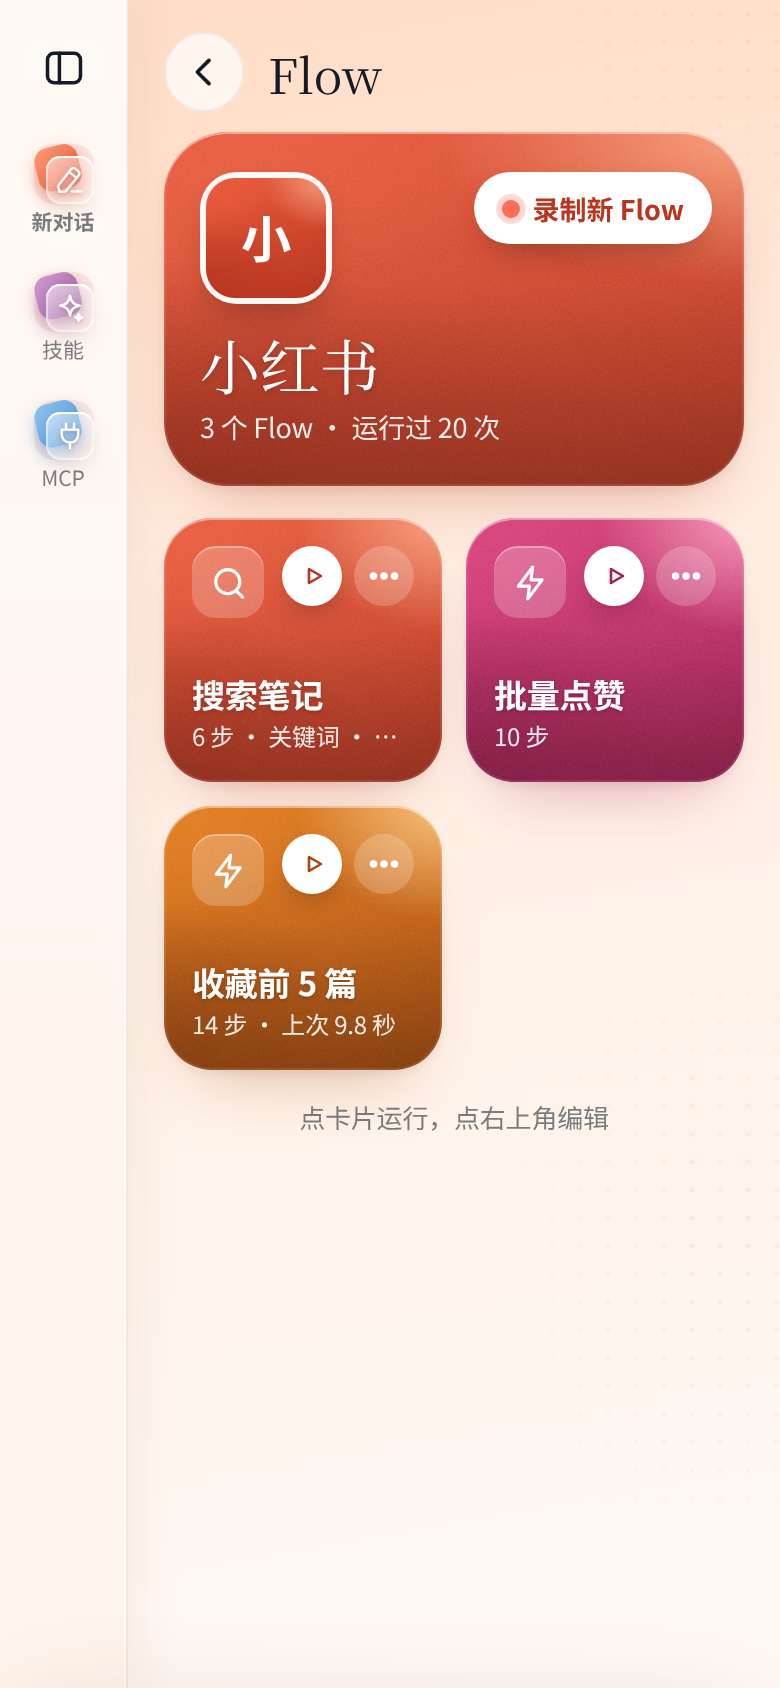 Flow
新对话
技能
MCP
小
录制新 Flow
小红书
3 个 Flow · 运行过 20 次
搜索笔记
6 步 · 关键词 · ···
批量点赞
10 步
收藏前 5 篇
14 步 · 上次 9.8 秒
点卡片运行，点右上角编辑